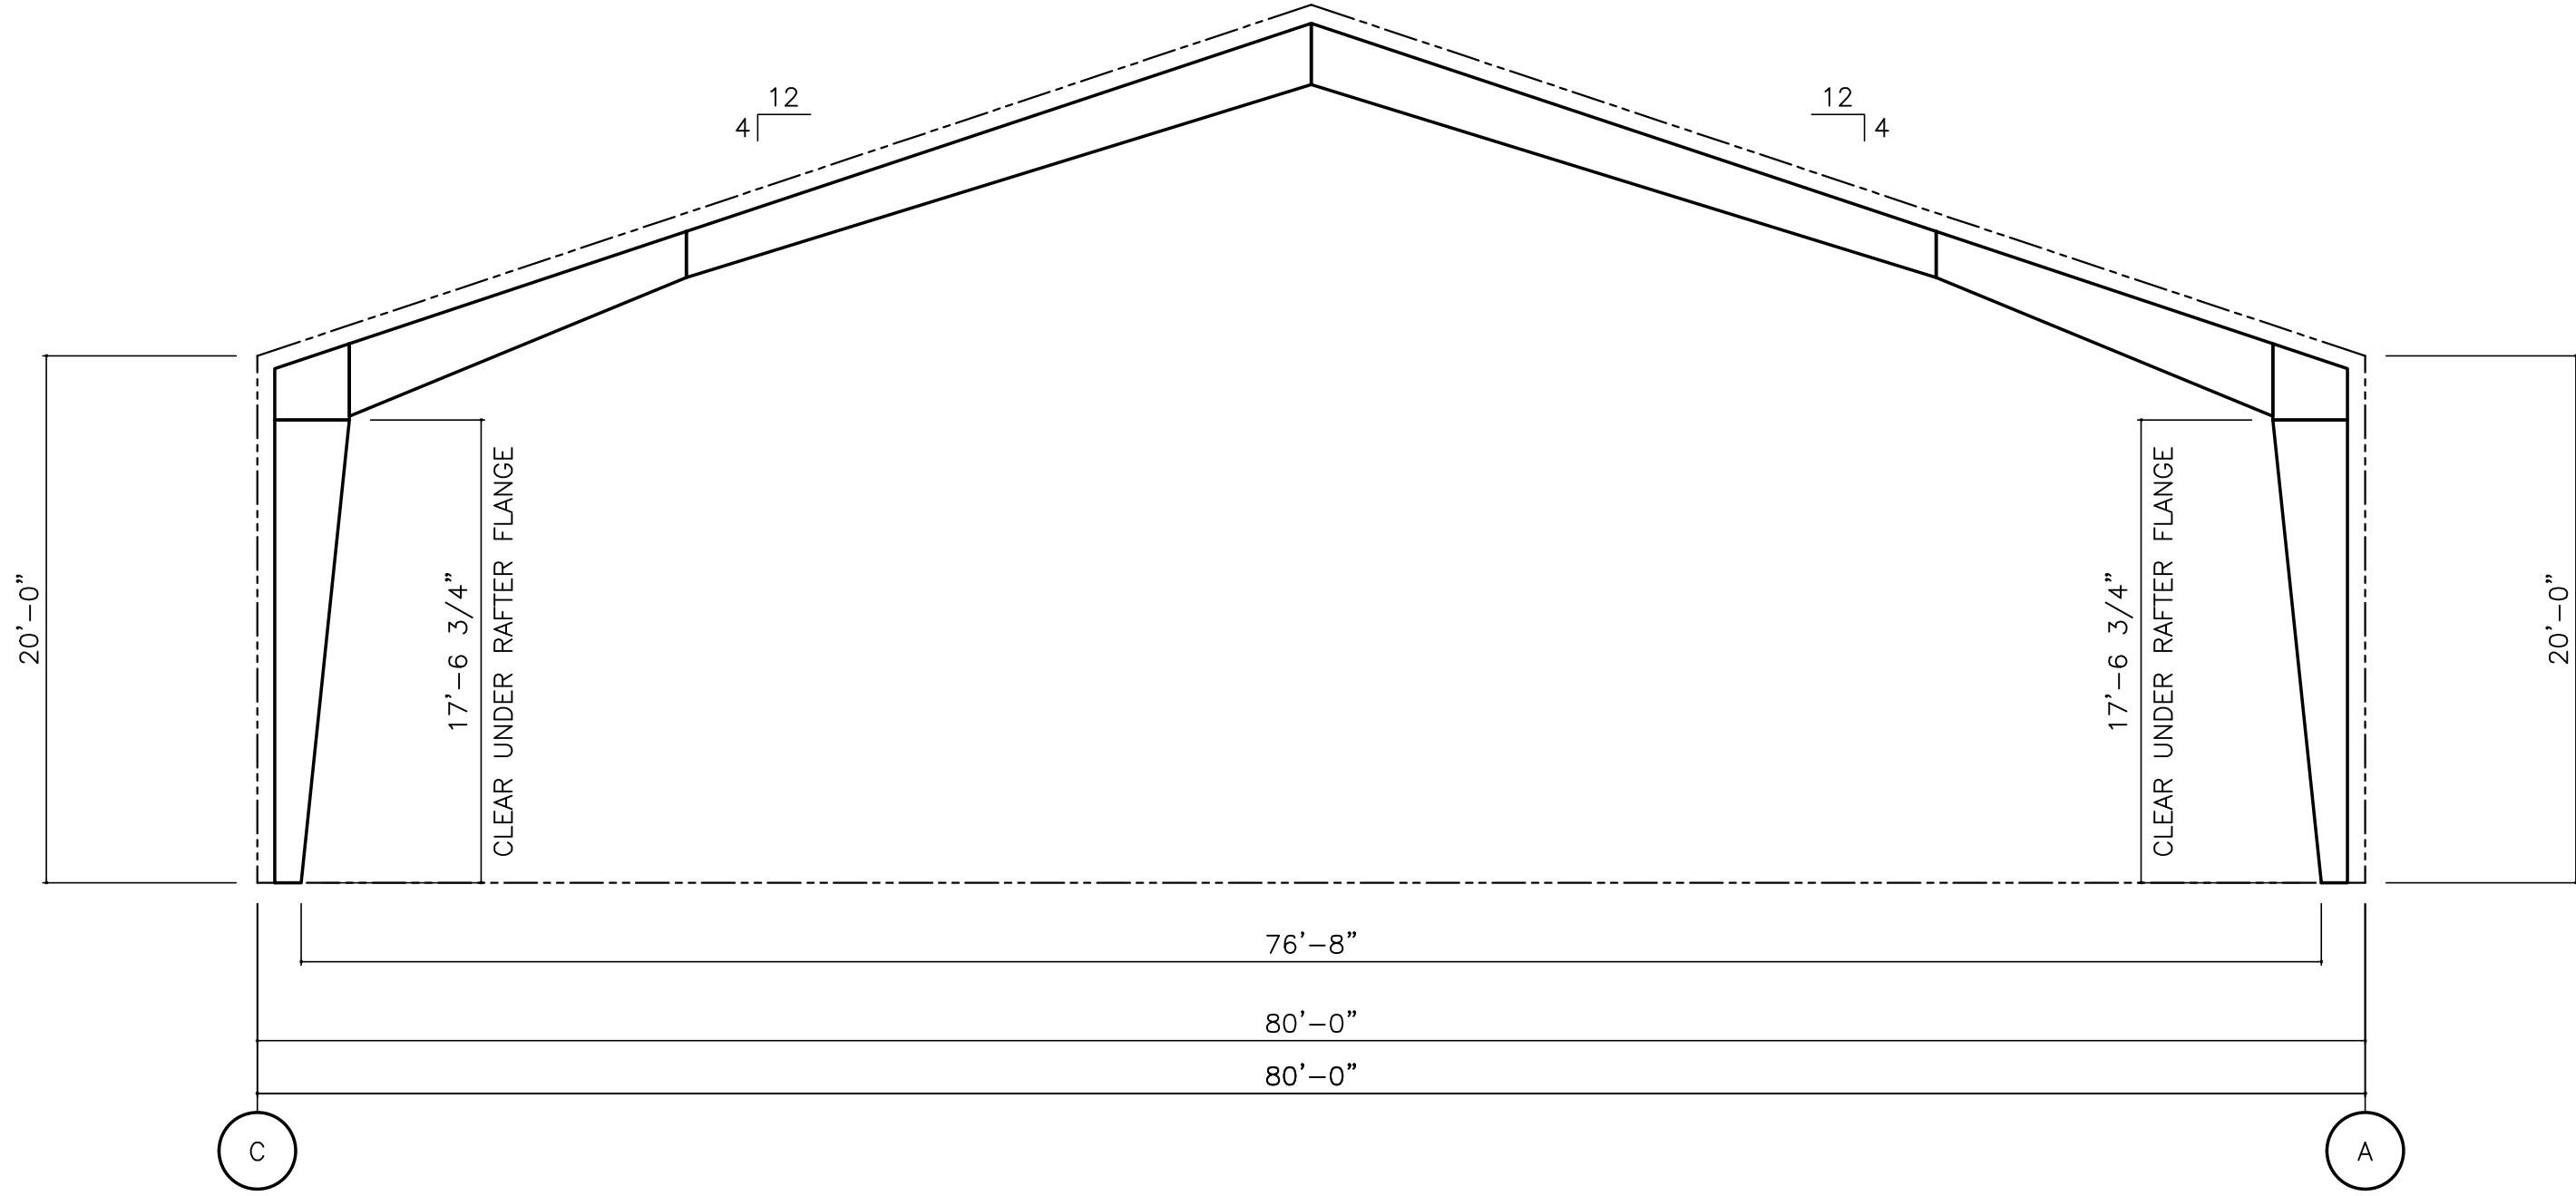 12
4
12
4
20'-0"
17'-6 3/4"
CLEAR UNDER RAFTER FLANGE
17'-6 3/4"
CLEAR UNDER RAFTER FLANGE
20'-0"
76'-8"
80'-0"
80'-0"
C
A